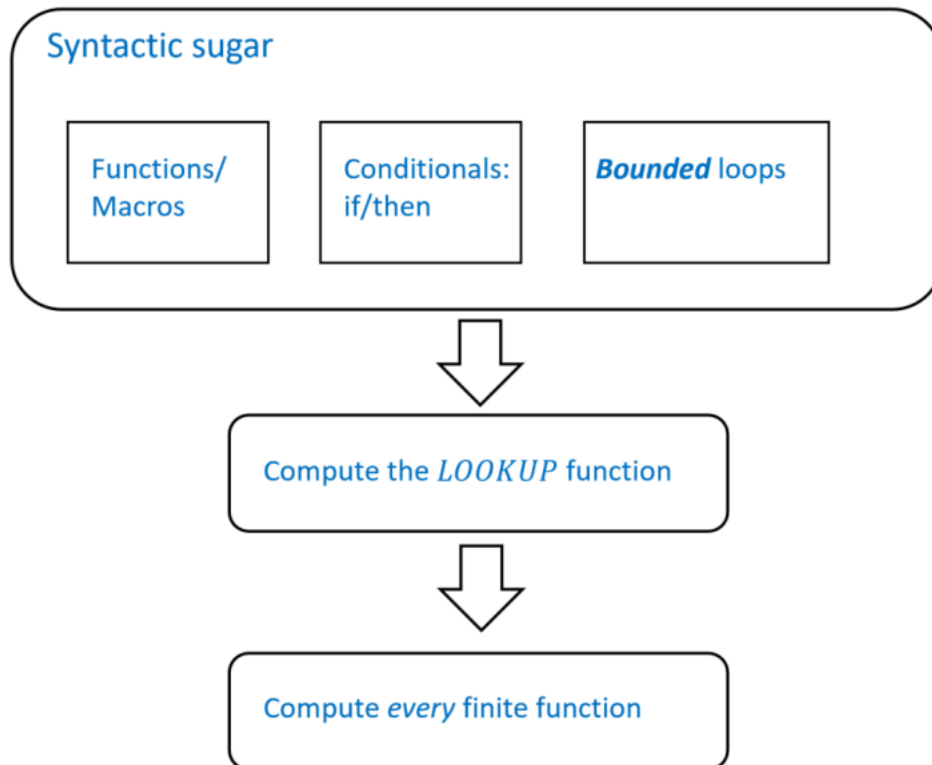 Syntactic sugar
Functions/
Macros
Conditionals:
if/then
Bounded loops
Compute the LOOKUP function
Compute every finite function